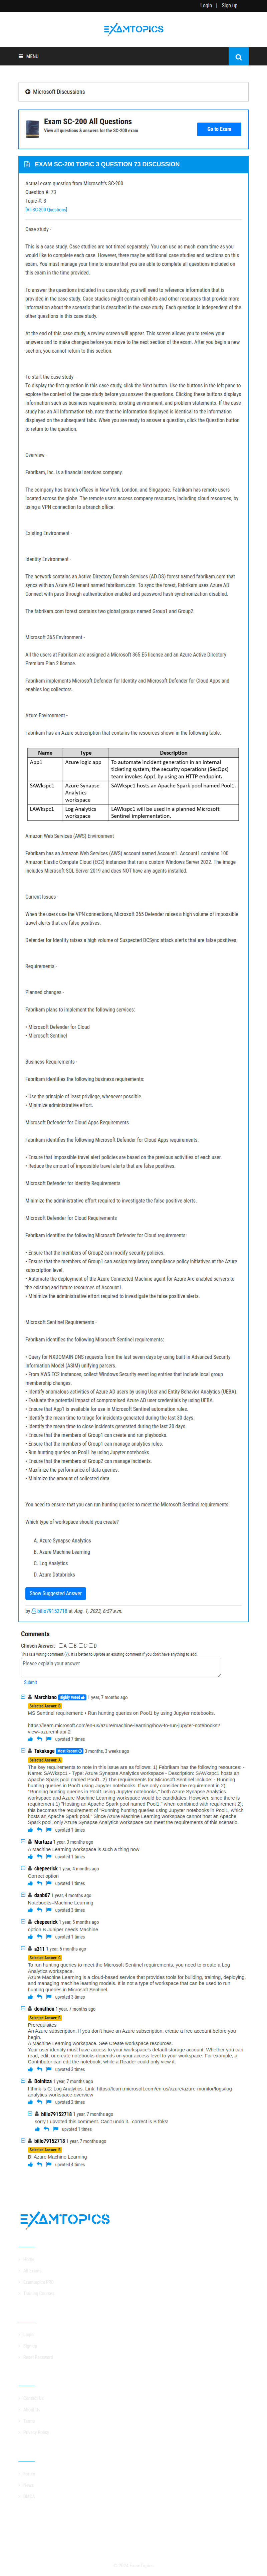 Login | Sign up
EXAMTOPICS
MENU
Microsoft Discussions
Exam SC-200 All Questions
View all questions & answers for the SC-200 exam
Go to Exam
EXAM SC-200 TOPIC 3 QUESTION 73 DISCUSSION
Actual exam question from Microsoft's SC-200
Question #: 73
Topic #: 3
[All SC-200 Questions]
Case study -
This is a case study. Case studies are not timed separately. You can use as much exam time as you
would like to complete each case. However, there may be additional case studies and sections on this
exam. You must manage your time to ensure that you are able to complete all questions included on
this exam in the time provided.
To answer the questions included in a case study, you will need to reference information that is
provided in the case study. Case studies might contain exhibits and other resources that provide more
information about the scenario that is described in the case study. Each question is independent of the
other questions in this case study.
At the end of this case study, a review screen will appear. This screen allows you to review your
answers and to make changes before you move to the next section of the exam. After you begin a new
section, you cannot return to this section.
To start the case study -
To display the first question in this case study, click the Next button. Use the buttons in the left pane to
explore the content of the case study before you answer the questions. Clicking these buttons displays
information such as business requirements, existing environment, and problem statements. If the case
study has an All Information tab, note that the information displayed is identical to the information
displayed on the subsequent tabs. When you are ready to answer a question, click the Question button
to return to the question.
Overview -
Fabrikam, Inc. is a financial services company.
The company has branch offices in New York, London, and Singapore. Fabrikam has remote users
located across the globe. The remote users access company resources, including cloud resources, by
using a VPN connection to a branch office.
Existing Environment -
Identity Environment -
The network contains an Active Directory Domain Services (AD DS) forest named fabrikam.com that
syncs with an Azure AD tenant named fabrikam.com. To sync the forest, Fabrikam uses Azure AD
Connect with pass-through authentication enabled and password hash synchronization disabled.
The fabrikam.com forest contains two global groups named Group1 and Group2.
Microsoft 365 Environment -
All the users at Fabrikam are assigned a Microsoft 365 E5 license and an Azure Active Directory
Premium Plan 2 license.
Fabrikam implements Microsoft Defender for Identity and Microsoft Defender for Cloud Apps and
enables log collectors.
Azure Environment -
Fabrikam has an Azure subscription that contains the resources shown in the following table.
Name Type Description
App1 Azure logic app To automate incident generation in an internal
ticketing system, the security operations (SecOps)
team invokes App1 by using an HTTP endpoint.
SAWkspc1 Azure Synapse SAWkspc1 hosts an Apache Spark pool named Pool1.
Analytics
workspace
LAWkspc1 Log Analytics LAWkspc1 will be used in a planned Microsoft
workspace Sentinel implementation.
Amazon Web Services (AWS) Environment
Fabrikam has an Amazon Web Services (AWS) account named Account1. Account1 contains 100
Amazon Elastic Compute Cloud (EC2) instances that run a custom Windows Server 2022. The image
includes Microsoft SQL Server 2019 and does NOT have any agents installed.
Current Issues -
When the users use the VPN connections, Microsoft 365 Defender raises a high volume of impossible
travel alerts that are false positives.
Defender for Identity raises a high volume of Suspected DCSync attack alerts that are false positives.
Requirements -
Planned changes -
Fabrikam plans to implement the following services:
• Microsoft Defender for Cloud
• Microsoft Sentinel
Business Requirements -
Fabrikam identifies the following business requirements:
• Use the principle of least privilege, whenever possible.
• Minimize administrative effort.
Microsoft Defender for Cloud Apps Requirements
Fabrikam identifies the following Microsoft Defender for Cloud Apps requirements:
• Ensure that impossible travel alert policies are based on the previous activities of each user.
• Reduce the amount of impossible travel alerts that are false positives.
Microsoft Defender for Identity Requirements
Minimize the administrative effort required to investigate the false positive alerts.
Microsoft Defender for Cloud Requirements
Fabrikam identifies the following Microsoft Defender for Cloud requirements:
• Ensure that the members of Group2 can modify security policies.
• Ensure that the members of Group1 can assign regulatory compliance policy initiatives at the Azure
subscription level.
• Automate the deployment of the Azure Connected Machine agent for Azure Arc-enabled servers to
the existing and future resources of Account1.
• Minimize the administrative effort required to investigate the false positive alerts.
Microsoft Sentinel Requirements -
Fabrikam identifies the following Microsoft Sentinel requirements:
• Query for NXDOMAIN DNS requests from the last seven days by using built-in Advanced Security
Information Model (ASIM) unifying parsers.
• From AWS EC2 instances, collect Windows Security event log entries that include local group
membership changes.
• Identify anomalous activities of Azure AD users by using User and Entity Behavior Analytics (UEBA).
• Evaluate the potential impact of compromised Azure AD user credentials by using UEBA.
• Ensure that App1 is available for use in Microsoft Sentinel automation rules.
• Identify the mean time to triage for incidents generated during the last 30 days.
• Identify the mean time to close incidents generated during the last 30 days.
• Ensure that the members of Group1 can create and run playbooks.
• Ensure that the members of Group1 can manage analytics rules.
• Run hunting queries on Pool1 by using Jupyter notebooks.
• Ensure that the members of Group2 can manage incidents.
• Maximize the performance of data queries.
• Minimize the amount of collected data.
You need to ensure that you can run hunting queries to meet the Microsoft Sentinel requirements.
Which type of workspace should you create?
A. Azure Synapse Analytics
B. Azure Machine Learning
C. Log Analytics
D. Azure Databricks
Show Suggested Answer
by billo79152718 at Aug. 1, 2023, 6:57 a.m.
Comments
Chosen Answer: A B C D
This is a voting comment (?). It is better to Upvote an existing comment if you don't have anything to add.
Please explain your answer
Submit
Marchiano Highly Voted 1 year, 7 months ago
Selected Answer: B
MS Sentinel requirement: • Run hunting queries on Pool1 by using Jupyter notebooks.
https://learn.microsoft.com/en-us/azure/machine-learning/how-to-run-jupyter-notebooks?
view=azureml-api-2
upvoted 7 times
Takakage Most Recent 3 months, 3 weeks ago
Selected Answer: A
The key requirements to note in this issue are as follows: 1) Fabrikam has the following resources: -
Name: SAWkspc1 - Type: Azure Synapse Analytics workspace - Description: SAWkspc1 hosts an
Apache Spark pool named Pool1. 2) The requirements for Microsoft Sentinel include: - Running
hunting queries in Pool1 using Jupyter notebooks. If we only consider the requirement in 2),
"Running hunting queries in Pool1 using Jupyter notebooks," both Azure Synapse Analytics
workspace and Azure Machine Learning workspace would be possible candidates. However, since it
is mentioned in the requirement 1) "Hosting an Apache Spark pool named Pool1," when combined with requirement 2),
this becomes the requirement of "Running hunting queries using Jupyter notebooks in Pool1, which
hosts an Apache Spark pool." Since Azure Machine Learning workspace cannot host an Apache
Spark pool, only Azure Synapse Analytics workspace that meets the requirements of this scenario.
upvoted 1 times
Murtuza 1 year, 3 months ago
A Machine Learning workspace is such a thing now
upvoted 1 times
chepeerick 1 year, 4 months ago
Correct option
upvoted 1 times
danb67 1 year, 4 months ago
Notebooks=Machine Learning
upvoted 3 times
chepeerick 1 year, 5 months ago
option B Juniper needs Machine
upvoted 1 times
a311 1 year, 5 months ago
Selected Answer: C
To run hunting queries to meet the Microsoft Sentinel requirements, you need to create a Log
Analytics workspace.
Azure Machine Learning is a cloud-based service that provides tools for building, training, deploying,
and managing machine learning models. It is not a type of workspace that can be used to run
hunting queries in Microsoft Sentinel.
upvoted 3 times
donathon 1 year, 7 months ago
Selected Answer: B
Prerequisites
An Azure subscription. If you don't have an Azure subscription, create a free account before you
begin.
A Machine Learning workspace. See Create workspace resources.
Your user identity must have access to your workspace's default storage account. Whether you can
read, edit, or create notebooks depends on your access level to your workspace. For example, a
Contributor can edit the notebook, while a Reader could only view it.
upvoted 3 times
Doinitza 1 year, 7 months ago
I think is C. Log Analytics. Link: https://learn.microsoft.com/en-us/azure/azure-monitor/logs/log-
analytics-workspace-overview
upvoted 2 times
billo79152718 1 year, 7 months ago
sorry I upvoted this comment. Can't undo it.. correct is B foks!
upvoted 1 times
billo79152718 1 year, 7 months ago
Selected Answer: B
B. Azure Machine Learning
upvoted 4 times
EXAMTOPICS